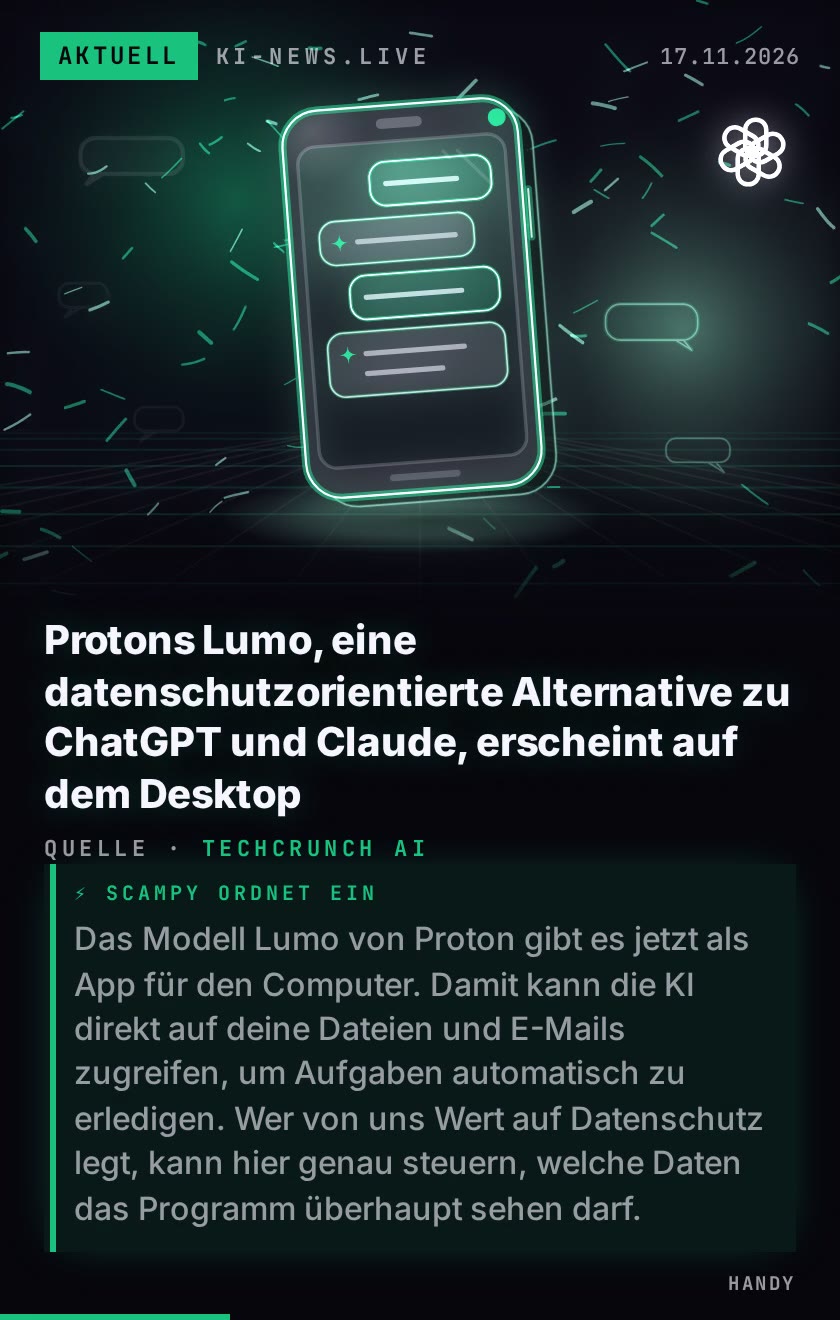 AKTUELL KI-NEWS.LIVE 17.11.2026
Protons Lumo, eine
datenschutzorientierte Alternative zu
ChatGPT und Claude, erscheint auf
dem Desktop
QUELLE · TECHCRUNCH AI
⚡ SCAMPY ORDNET EIN
Das Modell Lumo von Proton gibt es jetzt als
App für den Computer. Damit kann die KI
direkt auf deine Dateien und E-Mails
zugreifen, um Aufgaben automatisch zu
erledigen. Wer von uns Wert auf Datenschutz
legt, kann hier genau steuern, welche Daten
das Programm überhaupt sehen darf.
HANDY